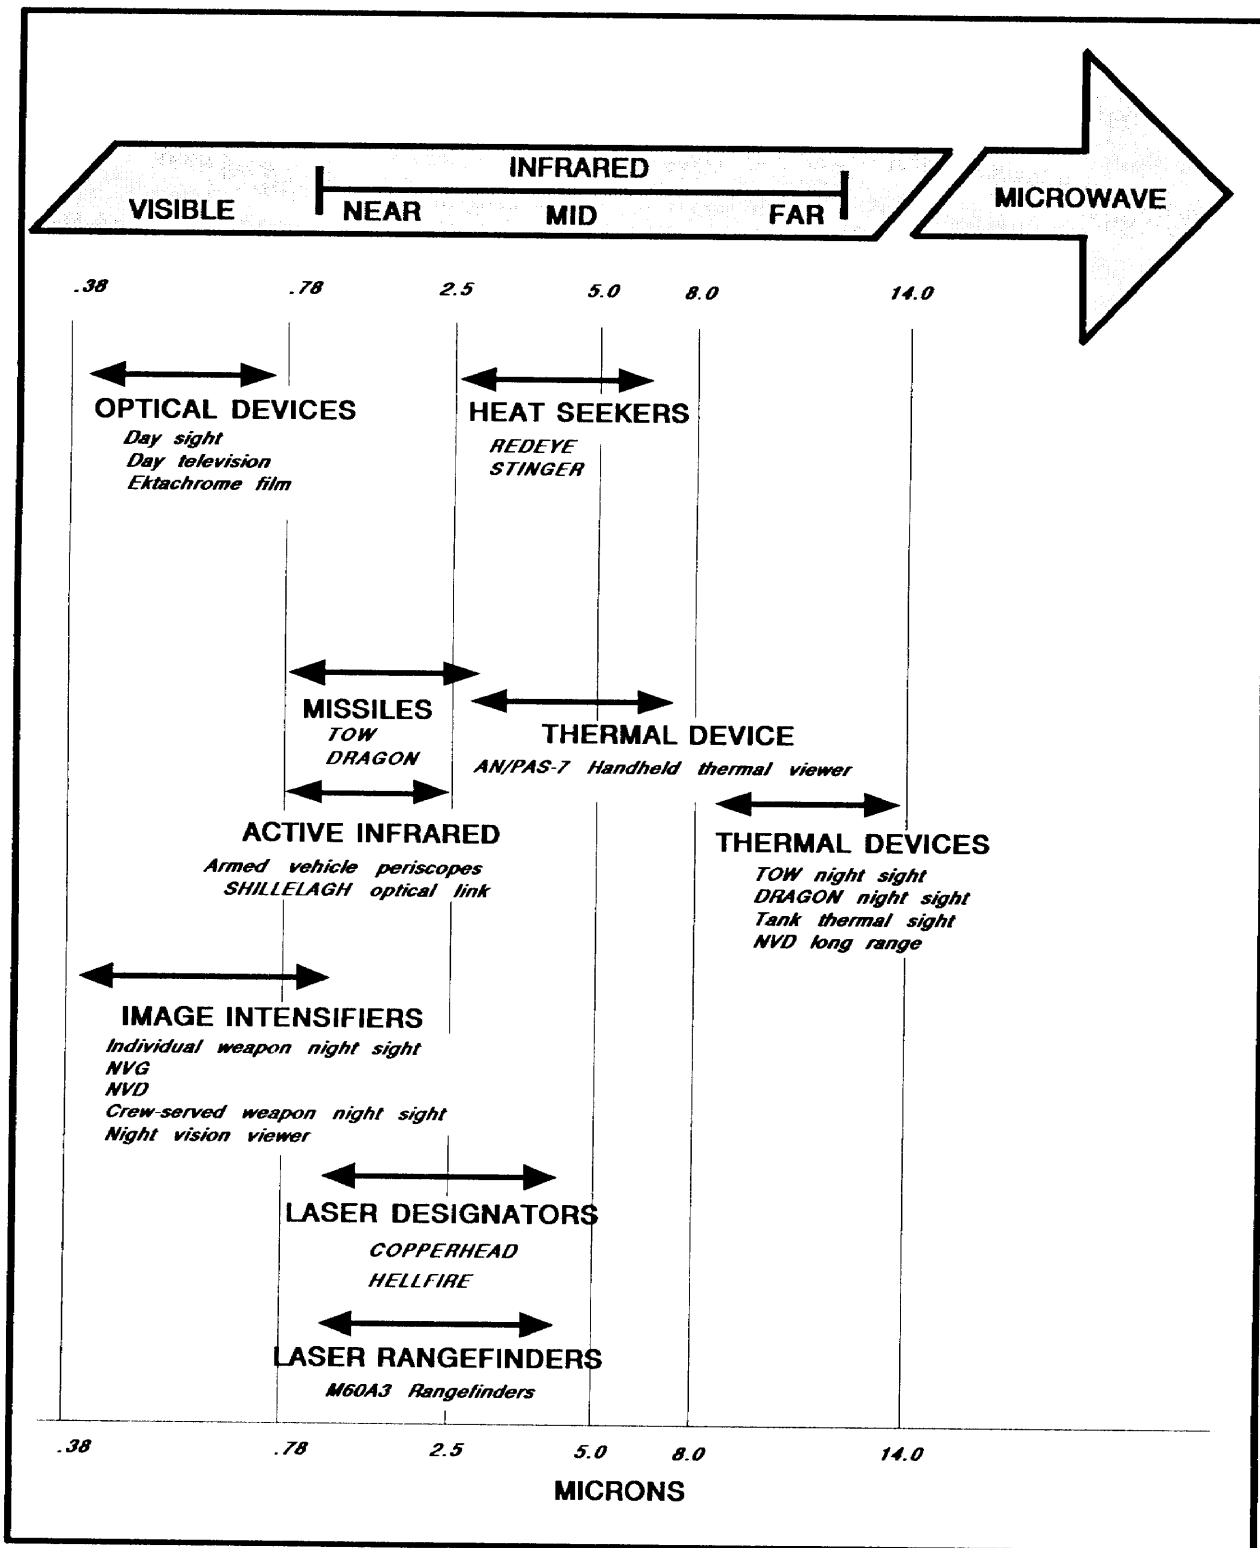 INFRARED
VISIBLE NEAR MID FAR MICROWAVE
.38 .78 2.5 5.0 8.0 14.0
OPTICAL DEVICES
Day sight
Day television
Ektachrome film
HEAT SEEKERS
REDEYE
STINGER
MISSILES
TOW
DRAGON
THERMAL DEVICE
AN/PAS-7 Handheld thermal viewer
ACTIVE INFRARED
Armed vehicle periscopes
SHILLELAGH optical link
THERMAL DEVICES
TOW night sight
DRAGON night sight
Tank thermal sight
NVD long range
IMAGE INTENSIFIERS
Individual weapon night sight
NVG
NVD
Crew-served weapon night sight
Night vision viewer
LASER DESIGNATORS
COPPERHEAD
HELLFIRE
LASER RANGEFINDERS
M60A3 Rangefinders
.38 .78 2.5 5.0 8.0 14.0
MICRONS